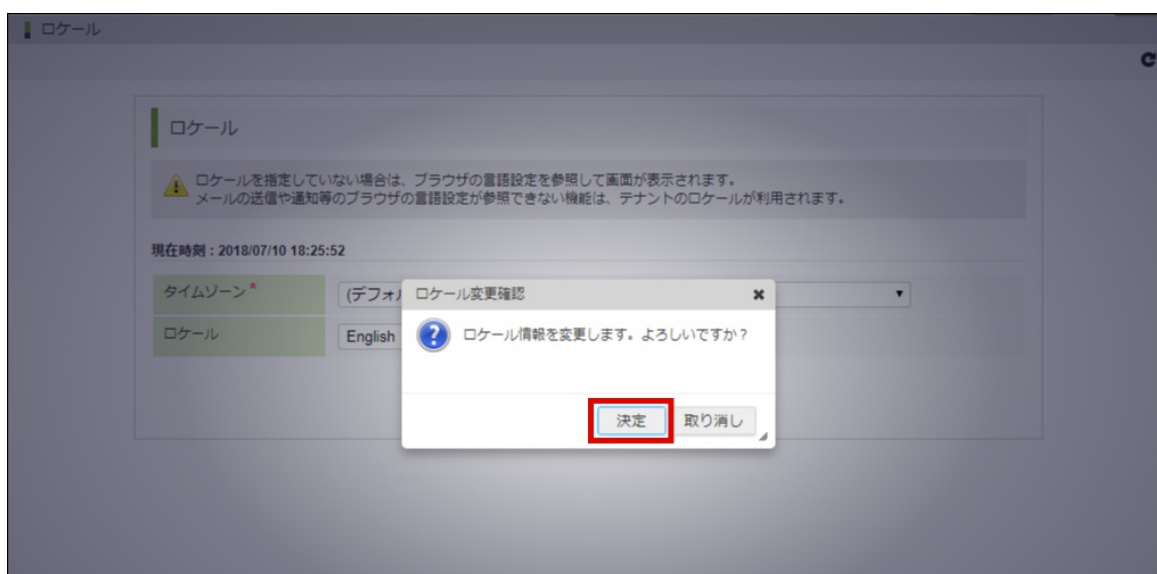 ロケール
ロケール
ロケールを指定していない場合は、ブラウザの言語設定を参照して画面が表示されます。
メールの送信や通知等のブラウザの言語設定が参照できない機能は、テナントのロケールが利用されます。
現在時刻：2018/07/10 18:25:52
タイムゾーン*
(デフォ
ロケール
English
ロケール変更確認
ロケール情報を変更します。よろしいですか？
決定
取り消し